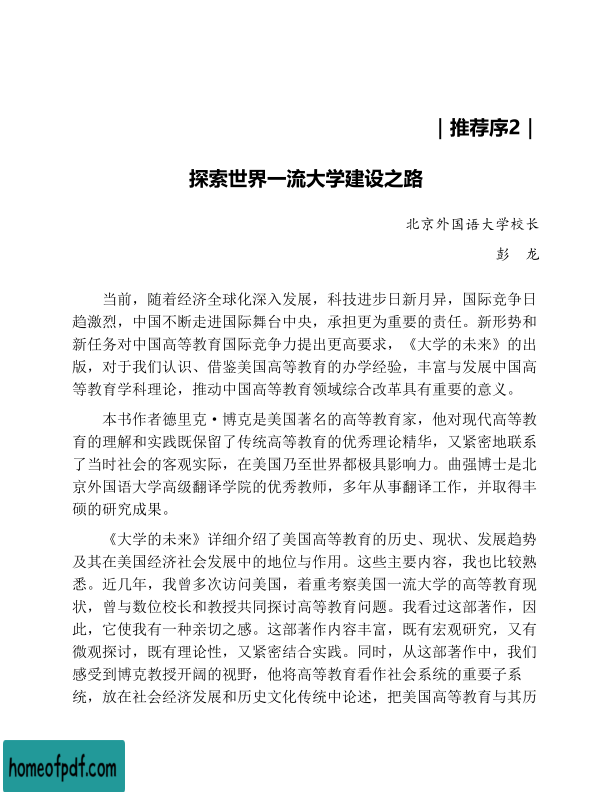 ｜推荐序2｜
探索世界一流大学建设之路
北京外国语大学校长
彭　龙
当前，随着经济全球化深入发展，科技进步日新月异，国际竞争日
趋激烈，中国不断走进国际舞台中央，承担更为重要的责任。新形势和
新任务对中国高等教育国际竞争力提出更高要求，《大学的未来》的出
版，对于我们认识、借鉴美国高等教育的办学经验，丰富与发展中国高
等教育学科理论，推动中国高等教育领域综合改革具有重要的意义。
本书作者德里克·博克是美国著名的高等教育家，他对现代高等教
育的理解和实践既保留了传统高等教育的优秀理论精华，又紧密地联系
了当时社会的客观实际，在美国乃至世界都极具影响力。曲强博士是北
京外国语大学高级翻译学院的优秀教师，多年从事翻译工作，并取得丰
硕的研究成果。
《大学的未来》详细介绍了美国高等教育的历史、现状、发展趋势
及其在美国经济社会发展中的地位与作用。这些主要内容，我也比较熟
悉。近几年，我曾多次访问美国，着重考察美国一流大学的高等教育现
状，曾与数位校长和教授共同探讨高等教育问题。我看过这部著作，因
此，它使我有一种亲切之感。这部著作内容丰富，既有宏观研究，又有
微观探讨，既有理论性，又紧密结合实践。同时，从这部著作中，我们
感受到博克教授开阔的视野，他将高等教育看作社会系统的重要子系
统，放在社会经济发展和历史文化传统中论述，把美国高等教育与其历
homeofpdf.com